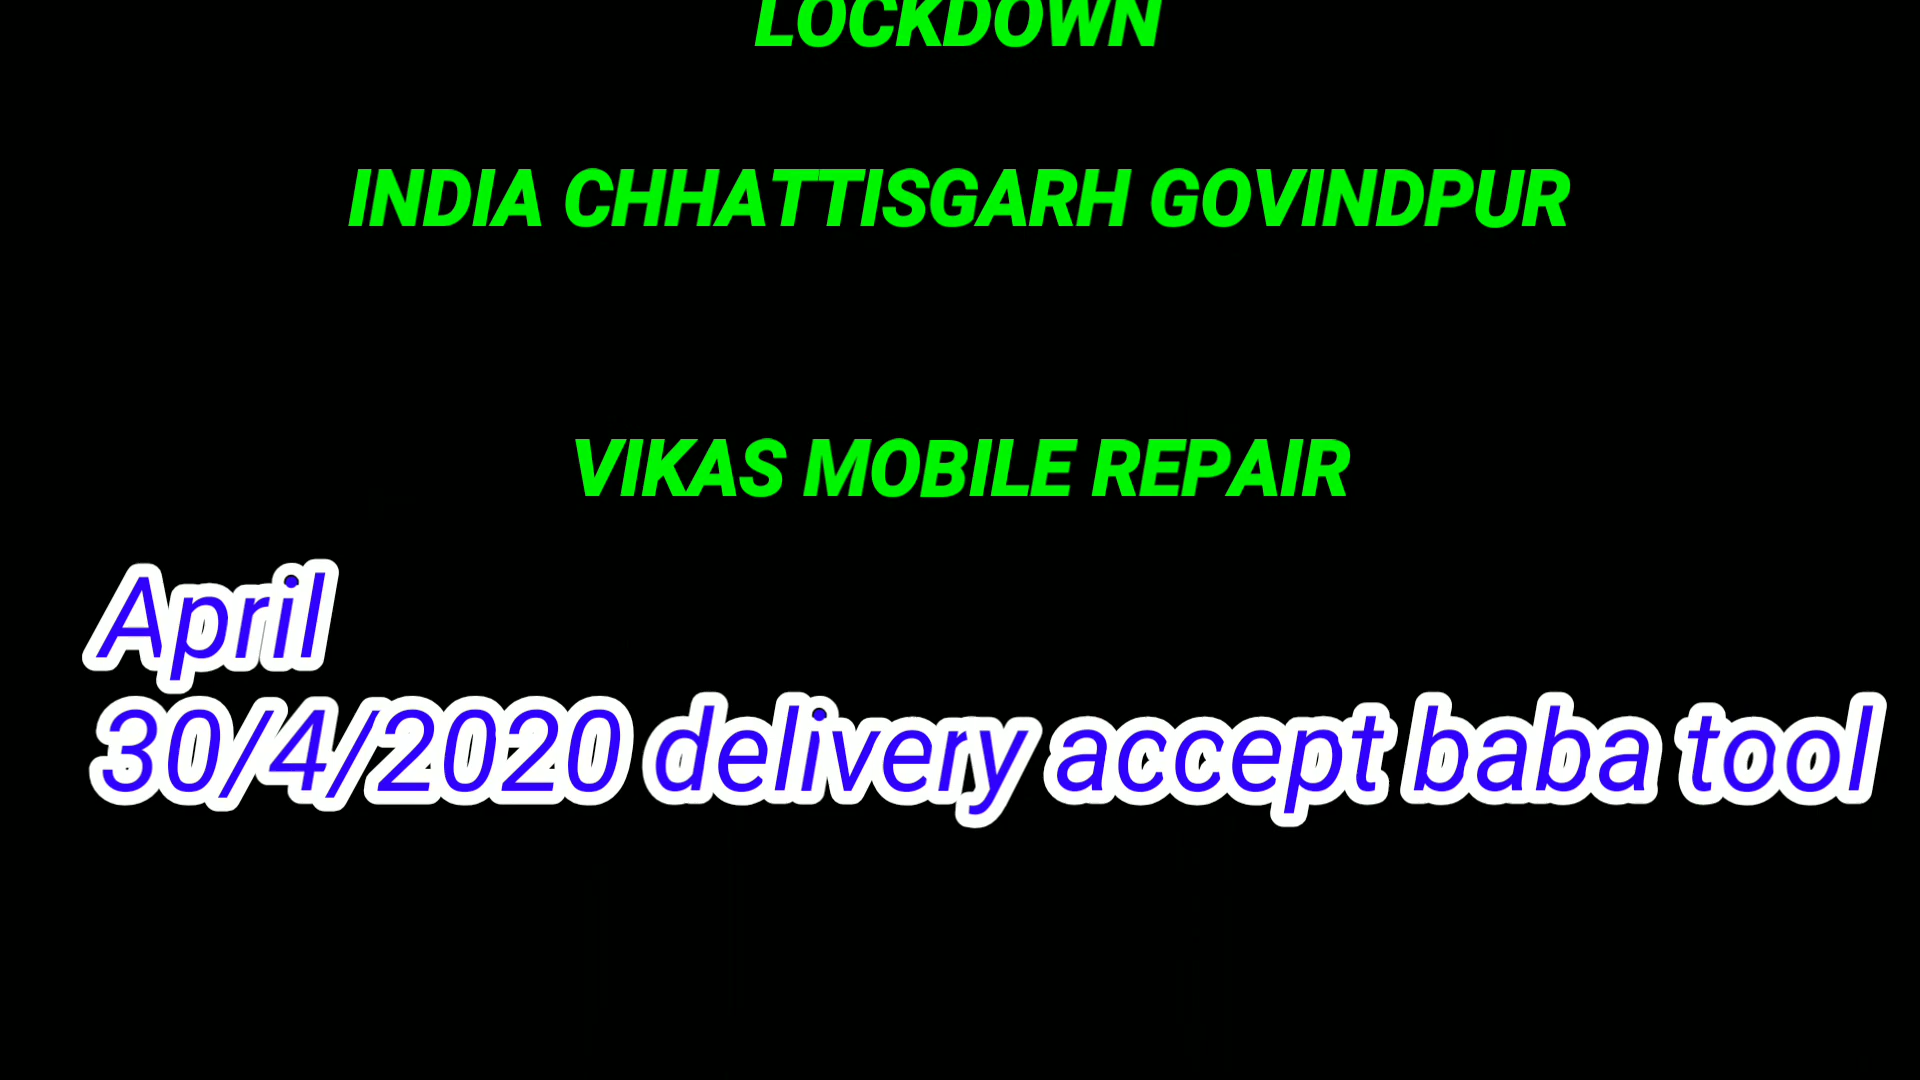 LOCKDOWN
INDIA CHHATTISGARH GOVINDPUR
VIKAS MOBILE REPAIR
April
30/4/2020 delivery accept baba tool